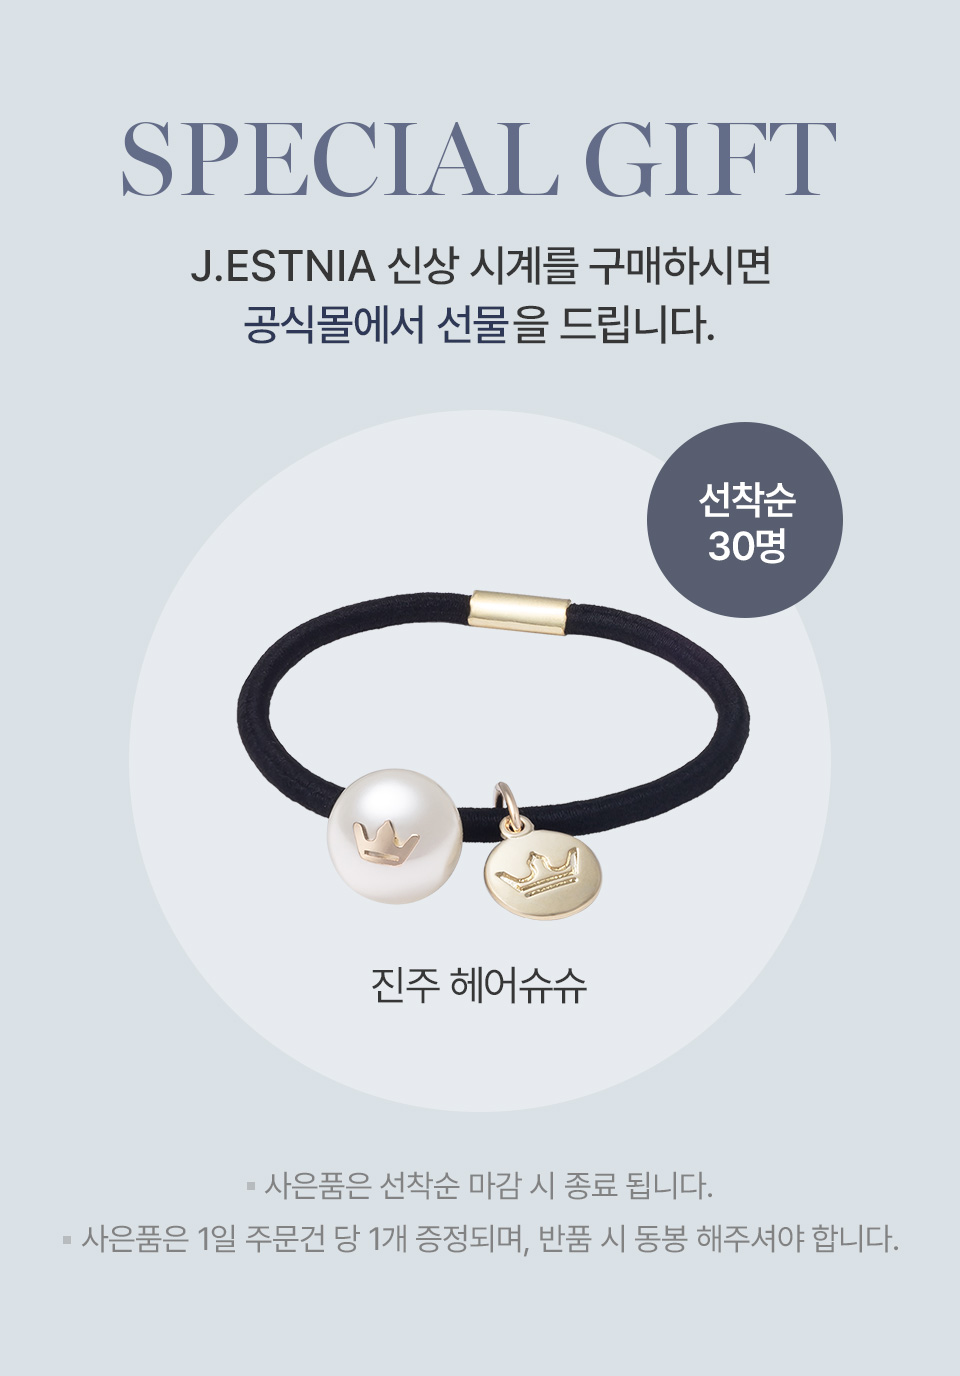 SPECIAL GIFT
J.ESTNIA 신상 시계를 구매하시면
공식몰에서 선물을 드립니다.
선착순
30명
진주 헤어슈슈
▪ 사은품은 선착순 마감 시 종료 됩니다.
▪ 사은품은 1일 주문건 당 1개 증정되며, 반품 시 동봉 해주셔야 합니다.